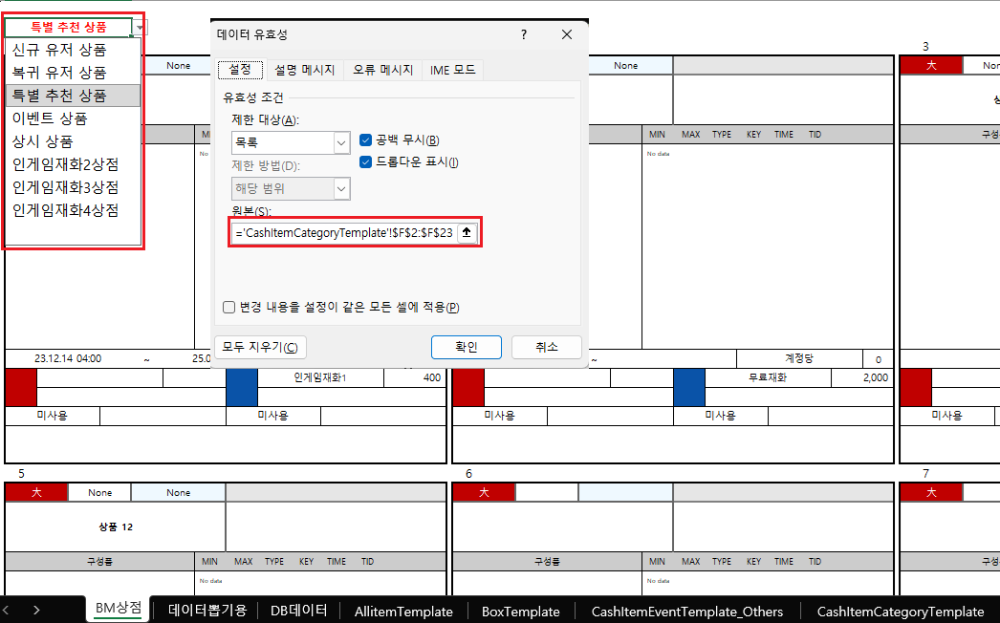 특별 추천 상품
신규 유저 상품
복귀 유저 상품
특별 추천 상품
이벤트 상품
상시 상품
인게임재화2상점
인게임재화3상점
인게임재화4상점
데이터 유효성
?
설정 설명 메시지 오류 메시지 IME 모드
유효성 조건
제한 대상(A):
목록
공백 무시(B)
제한 방법(D):
드롭다운 표시(I)
해당 범위
원본(S):
='CashItemCategoryTemplate'!$F$2:$F$23
변경 내용을 설정이 같은 모든 셀에 적용(P)
모두 지우기(C) 확인 취소
3
None None 大
MIN MAX TYPE KEY TIME TID
No data
23.12.14 04:00 ~ 25.0 ~ 계정당 0
인게임재화1 400 무료재화 2,000
미사용 미사용 미사용 미사용 미사용
5 6 7
大 None None 大 大
상품 12
구성품 MIN MAX TYPE KEY TIME TID 구성품 MIN MAX TYPE KEY TIME TID
No data No data
BM상점 데이터뽑기용 DB데이터 AllitemTemplate BoxTemplate CashItemEventTemplate_Others CashItemCategoryTemplate